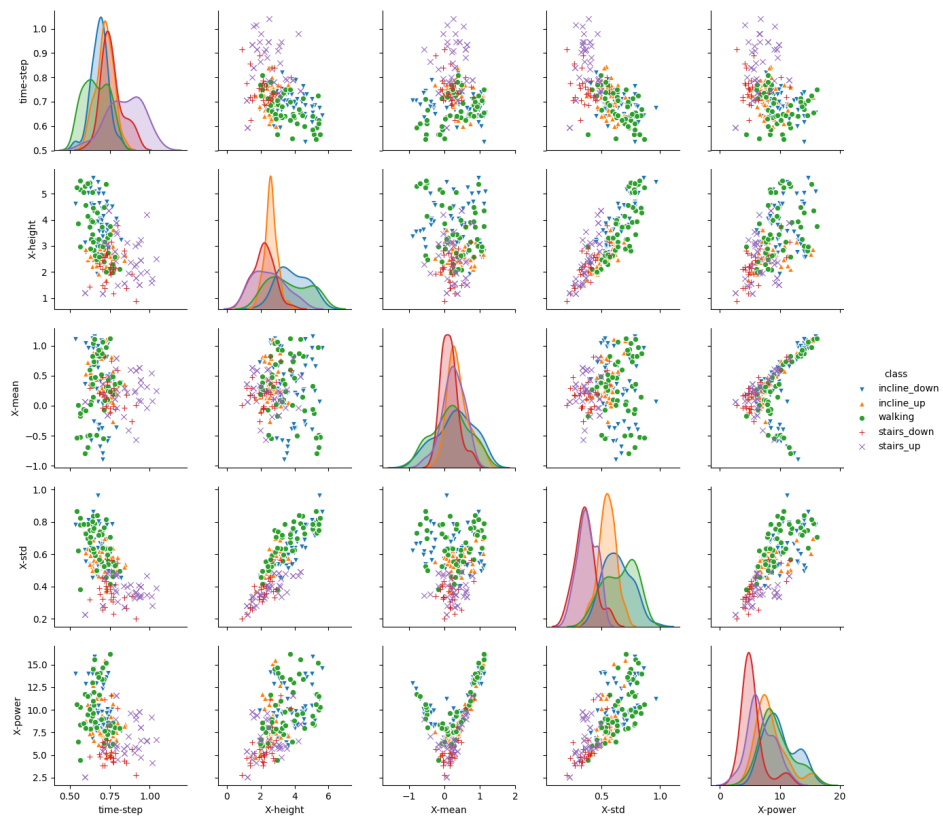 time-step
1.0
0.9
0.8
0.7
0.6
0.5
X-height
5
4
3
2
1
X-mean
1.0
0.5
0.0
−0.5
−1.0
class
incline_down
incline_up
walking
stairs_down
stairs_up
X-std
1.0
0.8
0.6
0.4
0.2
X-power
15.0
12.5
10.0
7.5
5.0
2.5
0.50 0.75 1.00
0 2 4 6
−1 0 1 2
0.5 1.0
0 10 20
time-step X-height X-mean X-std X-power